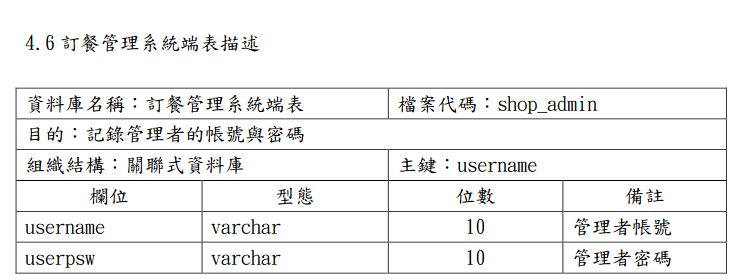 4.6 訂餐管理系統端表描述
資料庫名稱：訂餐管理系統端表 檔案代碼：shop_admin
目的：記錄管理者的帳號與密碼
組織結構：關聯式資料庫 主鍵：username
欄位 型態 位數 備註
username varchar 10 管理者帳號
userpsw varchar 10 管理者密碼